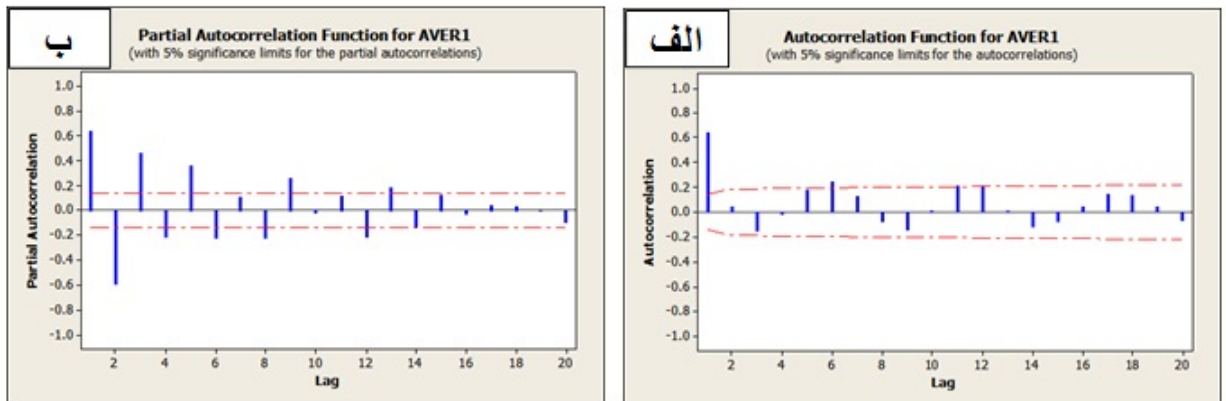 ب
Partial Autocorrelation Function for AVER1
(with 5% significance limits for the partial autocorrelations)
Partial Autocorrelation
1.0
0.8
0.6
0.4
0.2
0.0
-0.2
-0.4
-0.6
-0.8
-1.0
2 4 6 8 10 12 14 16 18 20
Lag
الف
Autocorrelation Function for AVER1
(with 5% significance limits for the autocorrelations)
Autocorrelation
1.0
0.8
0.6
0.4
0.2
0.0
-0.2
-0.4
-0.6
-0.8
-1.0
2 4 6 8 10 12 14 16 18 20
Lag